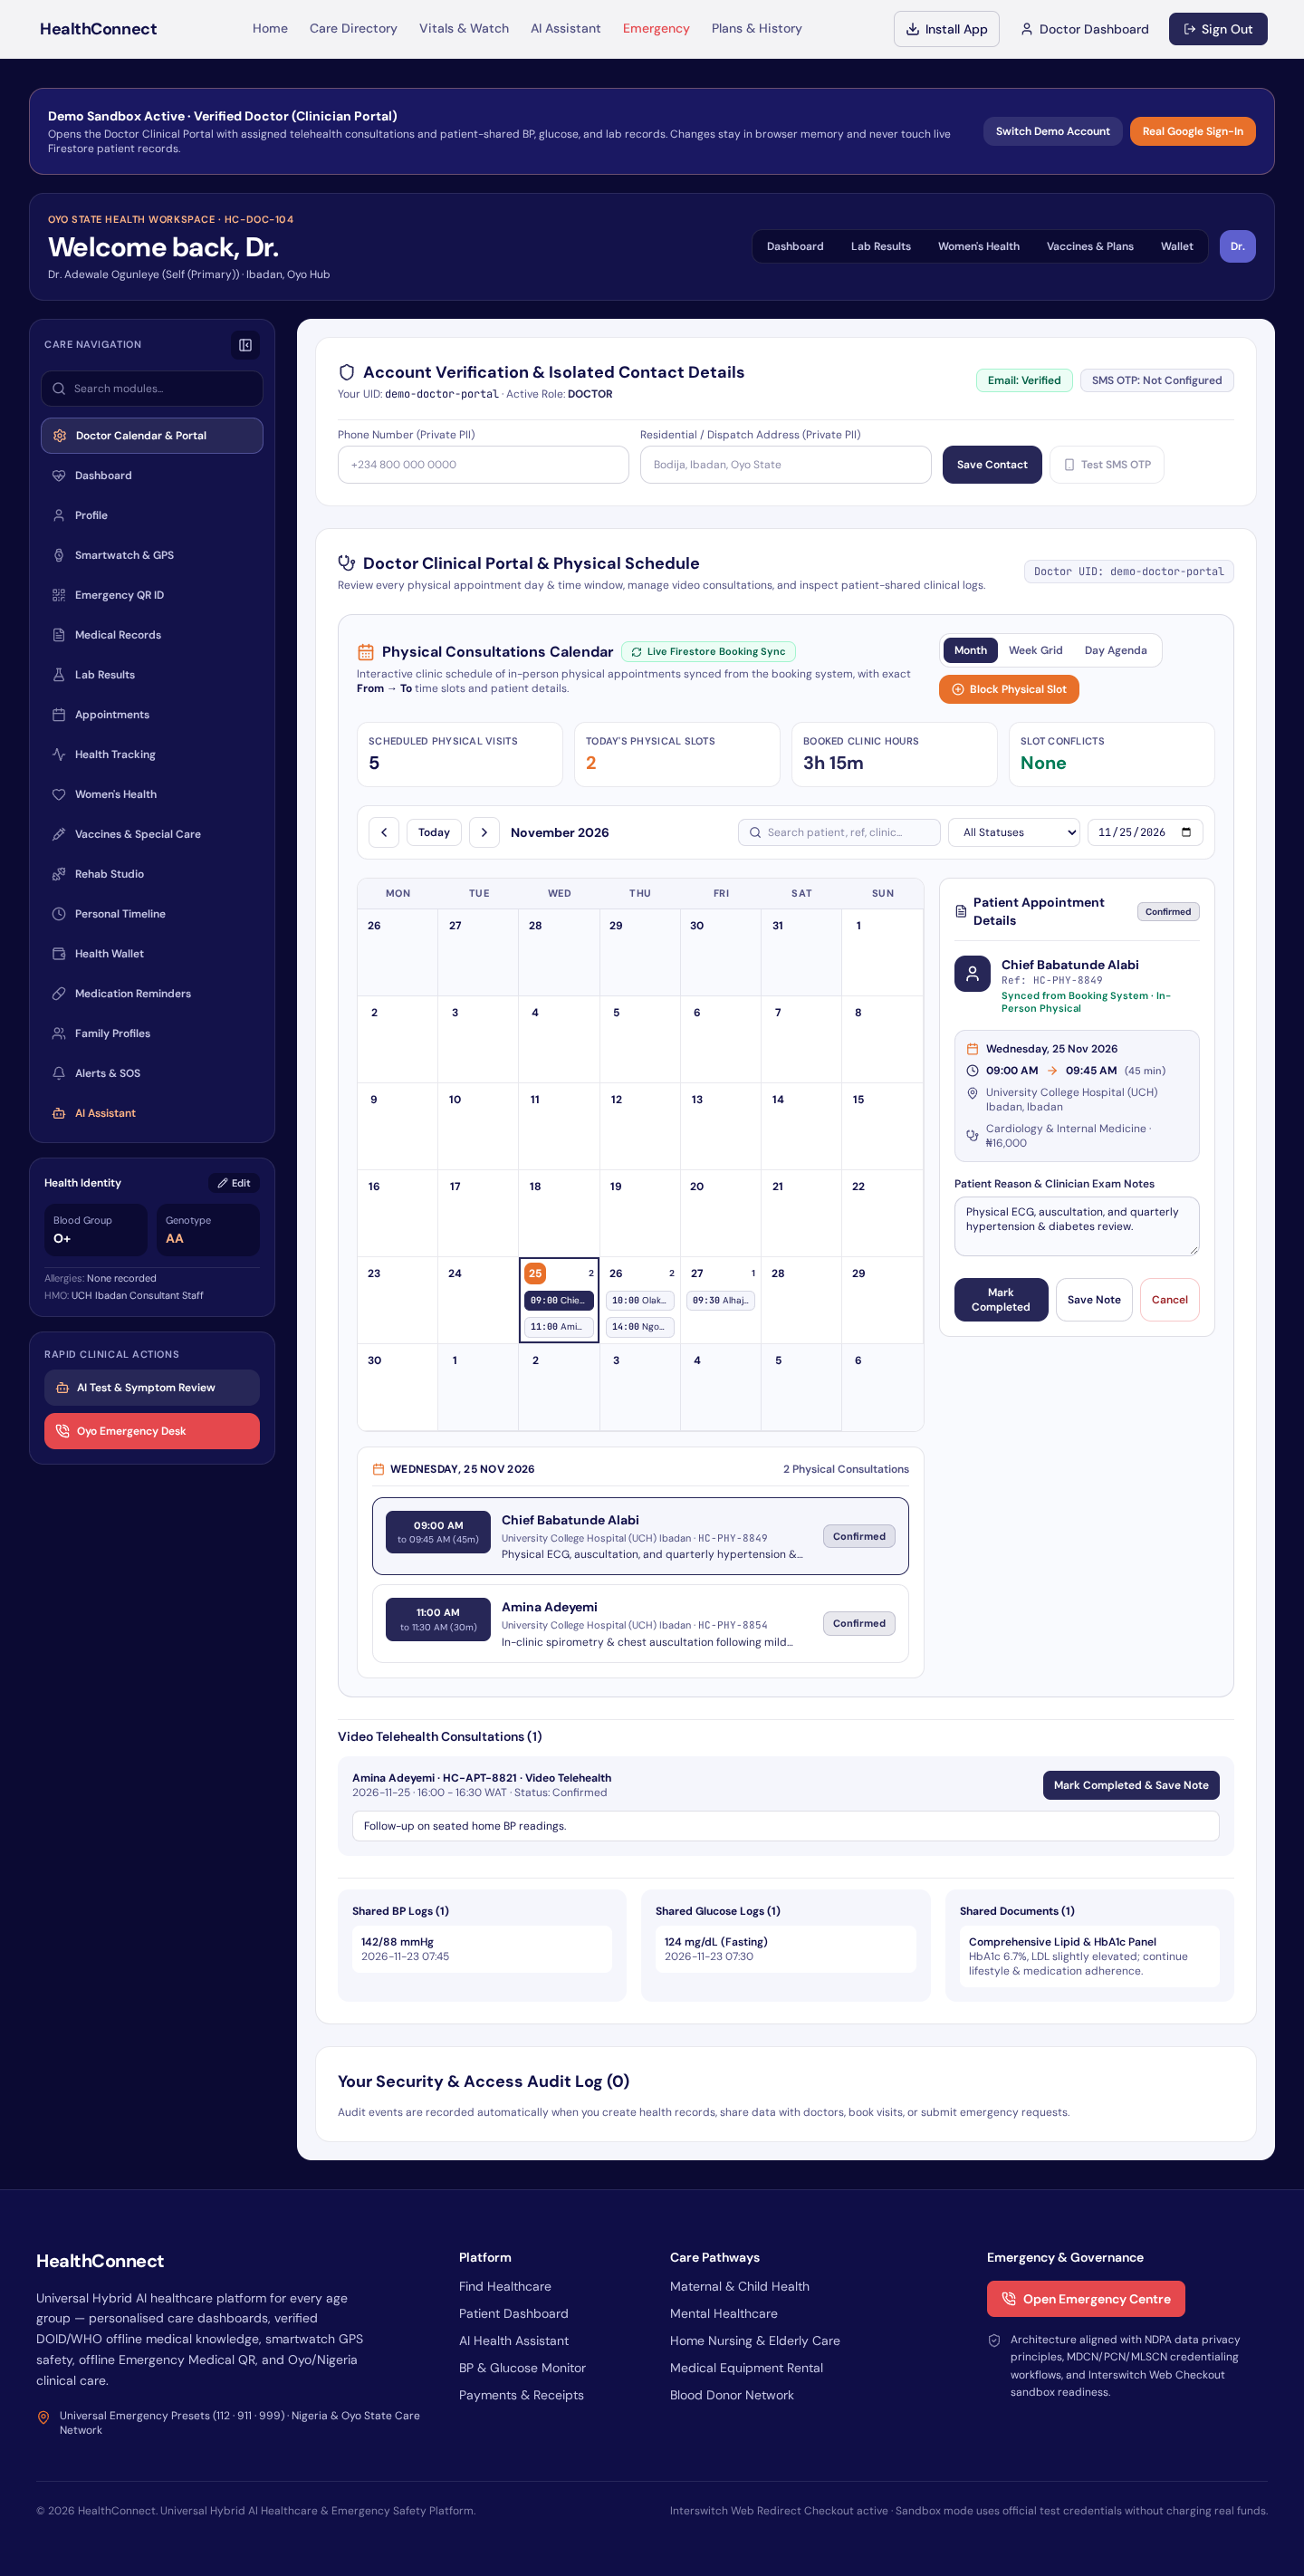 HealthConnect
Home
Care Directory
Vitals & Watch
AI Assistant
Emergency
Plans & History
Install App
Doctor Dashboard
Sign Out
Demo Sandbox Active · Verified Doctor (Clinician Portal)
Opens the Doctor Clinical Portal with assigned telehealth consultations and patient-shared BP, glucose, and lab records. Changes stay in browser memory and never touch live
Firestore patient records.
Switch Demo Account
Real Google Sign-In
OYO STATE HEALTH WORKSPACE · HC-DOC-104
Welcome back, Dr.
Dr. Adewale Ogunleye (Self (Primary)) · Ibadan, Oyo Hub
Dashboard
Lab Results
Women's Health
Vaccines & Plans
Wallet
Dr.
CARE NAVIGATION
Search modules...
Doctor Calendar & Portal
Dashboard
Profile
Smartwatch & GPS
Emergency QR ID
Medical Records
Lab Results
Appointments
Health Tracking
Women's Health
Vaccines & Special Care
Rehab Studio
Personal Timeline
Health Wallet
Medication Reminders
Family Profiles
Alerts & SOS
AI Assistant
Health Identity
Edit
Blood Group
O+
Genotype
AA
Allergies: None recorded
HMO: UCH Ibadan Consultant Staff
RAPID CLINICAL ACTIONS
AI Test & Symptom Review
Oyo Emergency Desk
Account Verification & Isolated Contact Details
Your UID: demo-doctor-portal · Active Role: DOCTOR
Email: Verified
SMS OTP: Not Configured
Phone Number (Private PII)
+234 800 000 0000
Residential / Dispatch Address (Private PII)
Bodija, Ibadan, Oyo State
Save Contact
Test SMS OTP
Doctor Clinical Portal & Physical Schedule
Review every physical appointment day & time window, manage video consultations, and inspect patient-shared clinical logs.
Doctor UID: demo-doctor-portal
Physical Consultations Calendar
Live Firestore Booking Sync
Interactive clinic schedule of in-person physical appointments synced from the booking system, with exact
From → To time slots and patient details.
Month
Week Grid
Day Agenda
Block Physical Slot
SCHEDULED PHYSICAL VISITS
5
TODAY'S PHYSICAL SLOTS
2
BOOKED CLINIC HOURS
3h 15m
SLOT CONFLICTS
None
Today
November 2026
Search patient, ref, clinic...
All Statuses
11/25/2026
MON TUE WED THU FRI SAT SUN
26 27 28 29 30 31 1
2 3 4 5 6 7 8
9 10 11 12 13 14 15
16 17 18 19 20 21 22
23 24 25 2 26 2 27 1 28 29
09:00 Chie... 10:00 Olak... 09:30 Alhaj...
11:00 Ami... 14:00 Ngo...
30 1 2 3 4 5 6
Patient Appointment
Details
Confirmed
Chief Babatunde Alabi
Ref: HC-PHY-8849
Synced from Booking System · In-
Person Physical
Wednesday, 25 Nov 2026
09:00 AM → 09:45 AM (45 min)
University College Hospital (UCH)
Ibadan, Ibadan
Cardiology & Internal Medicine ·
₦16,000
Patient Reason & Clinician Exam Notes
Physical ECG, auscultation, and quarterly
hypertension & diabetes review.
Mark
Completed
Save Note
Cancel
WEDNESDAY, 25 NOV 2026
2 Physical Consultations
09:00 AM
to 09:45 AM (45m)
Chief Babatunde Alabi
University College Hospital (UCH) Ibadan · HC-PHY-8849
Physical ECG, auscultation, and quarterly hypertension &...
Confirmed
11:00 AM
to 11:30 AM (30m)
Amina Adeyemi
University College Hospital (UCH) Ibadan · HC-PHY-8854
In-clinic spirometry & chest auscultation following mild...
Confirmed
Video Telehealth Consultations (1)
Amina Adeyemi · HC-APT-8821 · Video Telehealth
2026-11-25 · 16:00 - 16:30 WAT · Status: Confirmed
Mark Completed & Save Note
Follow-up on seated home BP readings.
Shared BP Logs (1)
142/88 mmHg
2026-11-23 07:45
Shared Glucose Logs (1)
124 mg/dL (Fasting)
2026-11-23 07:30
Shared Documents (1)
Comprehensive Lipid & HbA1c Panel
HbA1c 6.7%, LDL slightly elevated; continue
lifestyle & medication adherence.
Your Security & Access Audit Log (0)
Audit events are recorded automatically when you create health records, share data with doctors, book visits, or submit emergency requests.
HealthConnect
Universal Hybrid AI healthcare platform for every age
group — personalised care dashboards, verified
DOID/WHO offline medical knowledge, smartwatch GPS
safety, offline Emergency Medical QR, and Oyo/Nigeria
clinical care.
Universal Emergency Presets (112 · 911 · 999) · Nigeria & Oyo State Care
Network
Platform
Find Healthcare
Patient Dashboard
AI Health Assistant
BP & Glucose Monitor
Payments & Receipts
Care Pathways
Maternal & Child Health
Mental Healthcare
Home Nursing & Elderly Care
Medical Equipment Rental
Blood Donor Network
Emergency & Governance
Open Emergency Centre
Architecture aligned with NDPA data privacy
principles, MDCN/PCN/MLSCN credentialing
workflows, and Interswitch Web Checkout
sandbox readiness.
© 2026 HealthConnect. Universal Hybrid AI Healthcare & Emergency Safety Platform.
Interswitch Web Redirect Checkout active · Sandbox mode uses official test credentials without charging real funds.